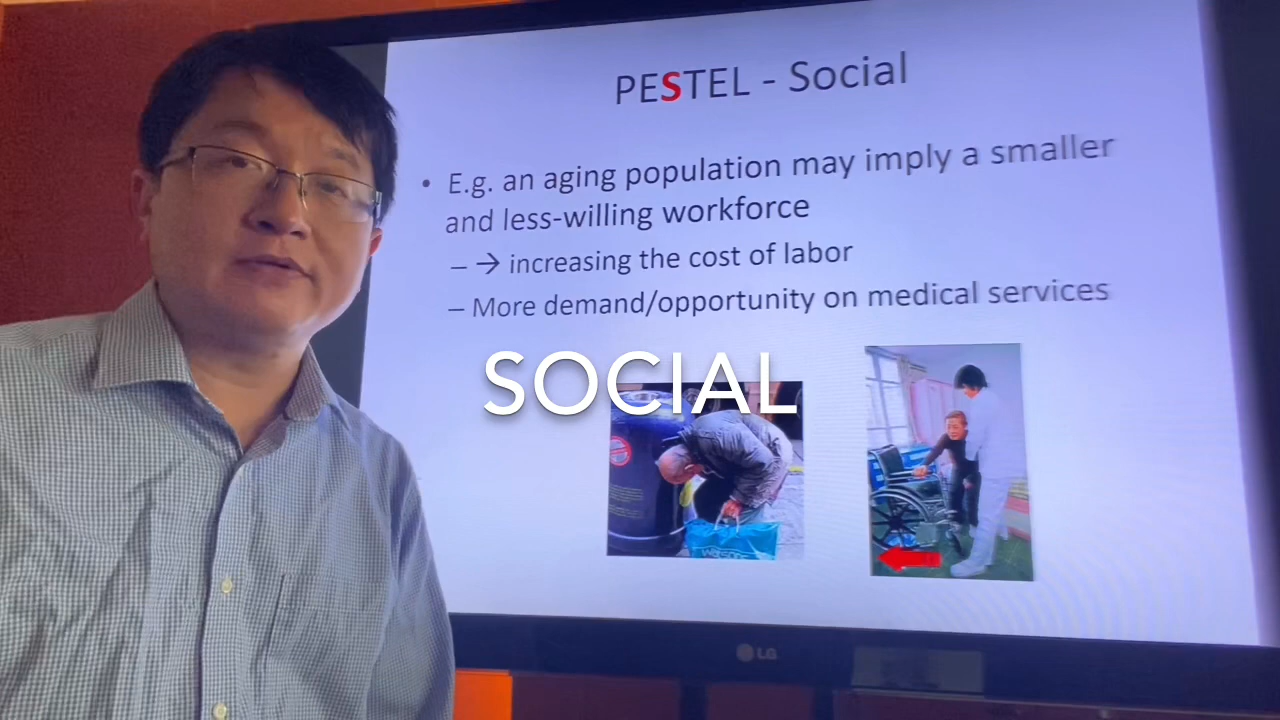 PESTEL - Social
• E.g. an aging population may imply a smaller
and less-willing workforce
– → increasing the cost of labor
– More demand/opportunity on medical services
SOCIAL
watsons
LG